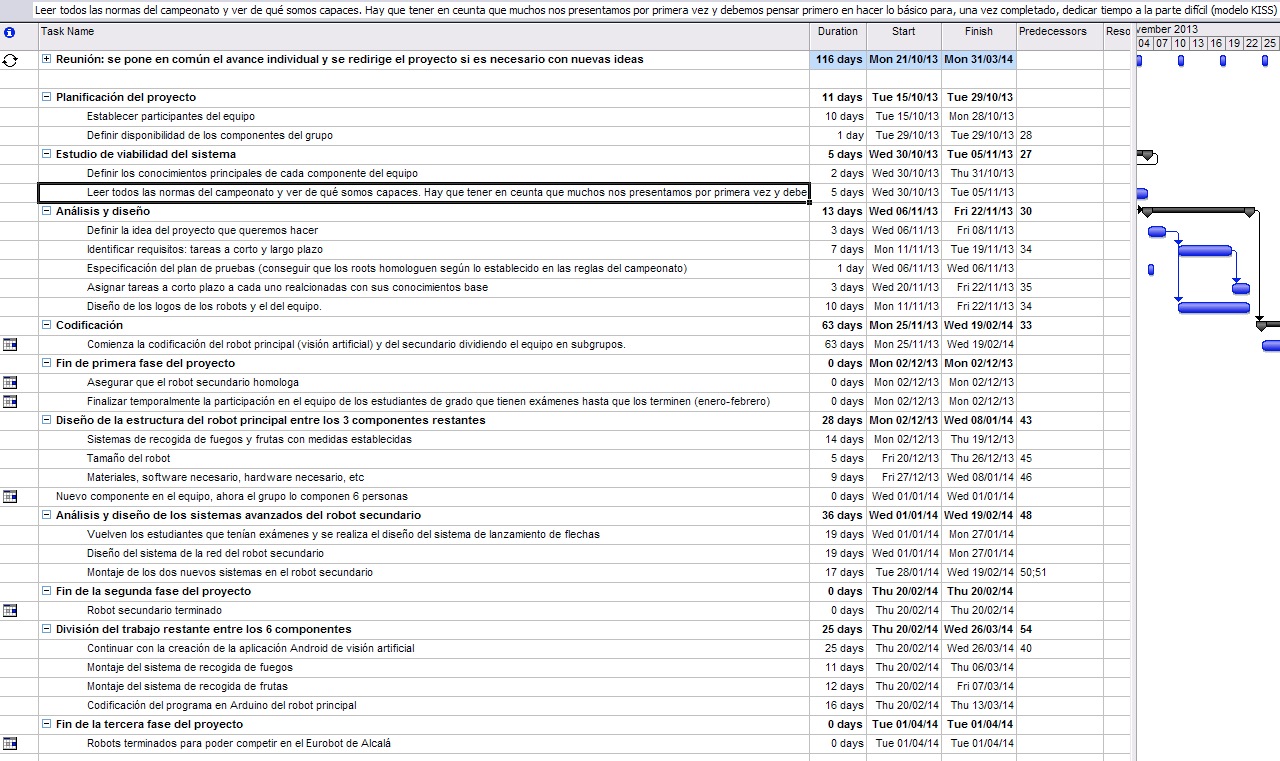 Leer todos las normas del campeonato y ver de qué somos capaces. Hay que tener en ceunta que muchos nos presentamos por primera vez y debemos pensar primero en hacer lo básico para, una vez completado, dedicar tiempo a la parte difícil (modelo KISS)
Task Name Duration Start Finish Predecessors Reso vember 2013
04 07 10 13 16 19 22 25
Reunión: se pone en común el avance individual y se redirige el proyecto si es necesario con nuevas ideas 116 days Mon 21/10/13 Mon 31/03/14
Planificación del proyecto 11 days Tue 15/10/13 Tue 29/10/13
Establecer participantes del equipo 10 days Tue 15/10/13 Mon 28/10/13
Definir disponibilidad de los componentes del grupo 1 day Tue 29/10/13 Tue 29/10/13 28
Estudio de viabilidad del sistema 5 days Wed 30/10/13 Tue 05/11/13 27
Definir los conocimientos principales de cada componente del equipo 2 days Wed 30/10/13 Thu 31/10/13
Leer todos las normas del campeonato y ver de qué somos capaces. Hay que tener en ceunta que muchos nos presentamos por primera vez y debe 5 days Wed 30/10/13 Tue 05/11/13
Análisis y diseño 13 days Wed 06/11/13 Fri 22/11/13 30
Definir la idea del proyecto que queremos hacer 3 days Wed 06/11/13 Fri 08/11/13
Identificar requisitos: tareas a corto y largo plazo 7 days Mon 11/11/13 Tue 19/11/13 34
Especificación del plan de pruebas (conseguir que los roots homologuen según lo establecido en las reglas del campeonato) 1 day Wed 06/11/13 Wed 06/11/13
Asignar tareas a corto plazo a cada uno realcionadas con sus conocimientos base 3 days Wed 20/11/13 Fri 22/11/13 35
Diseño de los logos de los robots y el del equipo. 10 days Mon 11/11/13 Fri 22/11/13 34
Codificación 63 days Mon 25/11/13 Wed 19/02/14 33
Comienza la codificación del robot principal (visión artificial) y del secundario dividiendo el equipo en subgrupos. 63 days Mon 25/11/13 Wed 19/02/14
Fin de primera fase del proyecto 0 days Mon 02/12/13 Mon 02/12/13
Asegurar que el robot secundario homologa 0 days Mon 02/12/13 Mon 02/12/13
Finalizar temporalmente la participación en el equipo de los estudiantes de grado que tienen exámenes hasta que los terminen (enero-febrero) 0 days Mon 02/12/13 Mon 02/12/13
Diseño de la estructura del robot principal entre los 3 componentes restantes 28 days Mon 02/12/13 Wed 08/01/14 43
Sistemas de recogida de fuegos y frutas con medidas establecidas 14 days Mon 02/12/13 Thu 19/12/13
Tamaño del robot 5 days Fri 20/12/13 Thu 26/12/13 45
Materiales, software necesario, hardware necesario, etc 9 days Fri 27/12/13 Wed 08/01/14 46
Nuevo componente en el equipo, ahora el grupo lo componen 6 personas 0 days Wed 01/01/14 Wed 01/01/14
Análisis y diseño de los sistemas avanzados del robot secundario 36 days Wed 01/01/14 Wed 19/02/14 48
Vuelven los estudiantes que tenían exámenes y se realiza el diseño del sistema de lanzamiento de flechas 19 days Wed 01/01/14 Mon 27/01/14
Diseño del sistema de la red del robot secundario 19 days Wed 01/01/14 Mon 27/01/14
Montaje de los dos nuevos sistemas en el robot secundario 17 days Tue 28/01/14 Wed 19/02/14 50;51
Fin de la segunda fase del proyecto 0 days Thu 20/02/14 Thu 20/02/14
Robot secundario terminado 0 days Thu 20/02/14 Thu 20/02/14
División del trabajo restante entre los 6 componentes 25 days Thu 20/02/14 Wed 26/03/14 54
Continuar con la creación de la aplicación Android de visión artificial 25 days Thu 20/02/14 Wed 26/03/14 40
Montaje del sistema de recogida de fuegos 11 days Thu 20/02/14 Thu 06/03/14
Montaje del sistema de recogida de frutas 12 days Thu 20/02/14 Fri 07/03/14
Codificación del programa en Arduino del robot principal 16 days Thu 20/02/14 Thu 13/03/14
Fin de la tercera fase del proyecto 0 days Tue 01/04/14 Tue 01/04/14
Robots terminados para poder competir en el Eurobot de Alcalá 0 days Tue 01/04/14 Tue 01/04/14